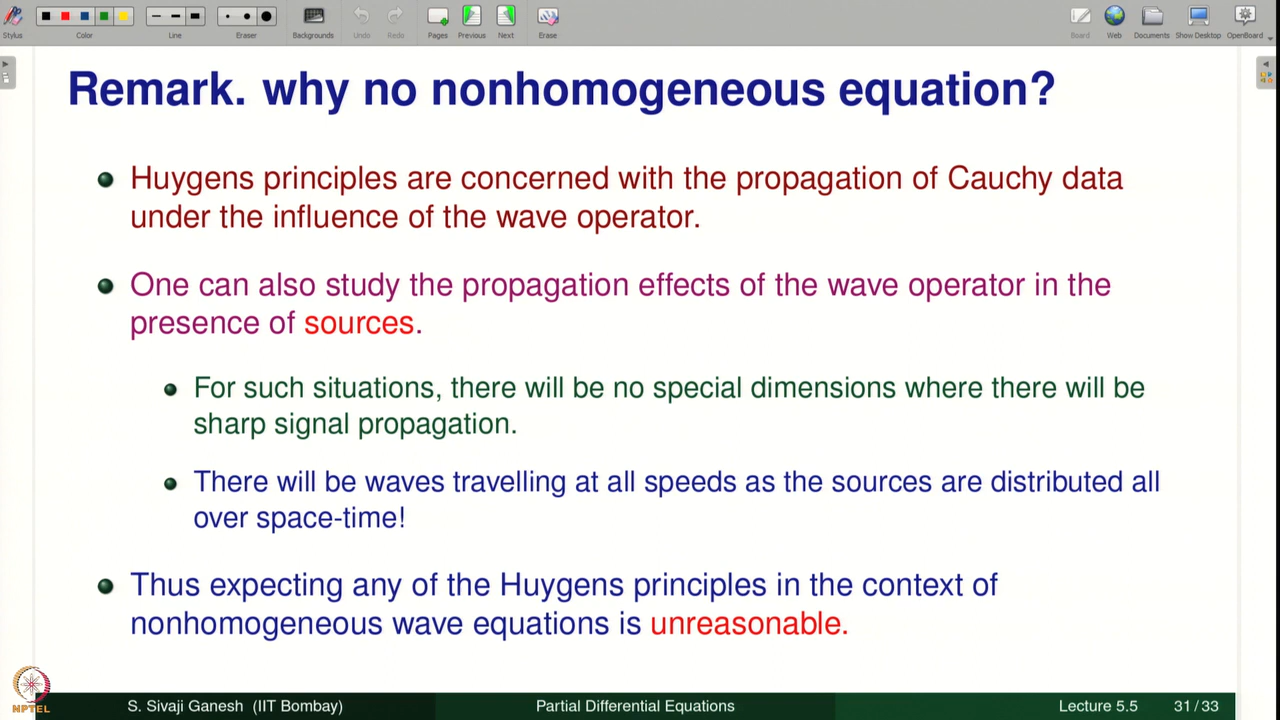 Stylus
Color
Line
Eraser
Backgrounds
Undo
Redo
Pages
Previous
Next
Erase
Board
Web
Documents
Show Desktop
OpenBoard
Remark. why no nonhomogeneous equation?
Huygens principles are concerned with the propagation of Cauchy data
under the influence of the wave operator.
One can also study the propagation effects of the wave operator in the
presence of sources.
For such situations, there will be no special dimensions where there will be
sharp signal propagation.
There will be waves travelling at all speeds as the sources are distributed all
over space-time!
Thus expecting any of the Huygens principles in the context of
nonhomogeneous wave equations is unreasonable.
NPTEL
S. Sivaji Ganesh (IIT Bombay)
Partial Differential Equations
Lecture 5.5
31 / 33